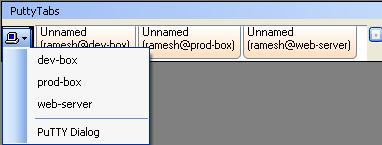 PuttyTabs
Unnamed
(ramesh@dev-box)
Unnamed
(ramesh@prod-box)
Unnamed
(ramesh@web-server)
dev-box
prod-box
web-server
PuTTY Dialog